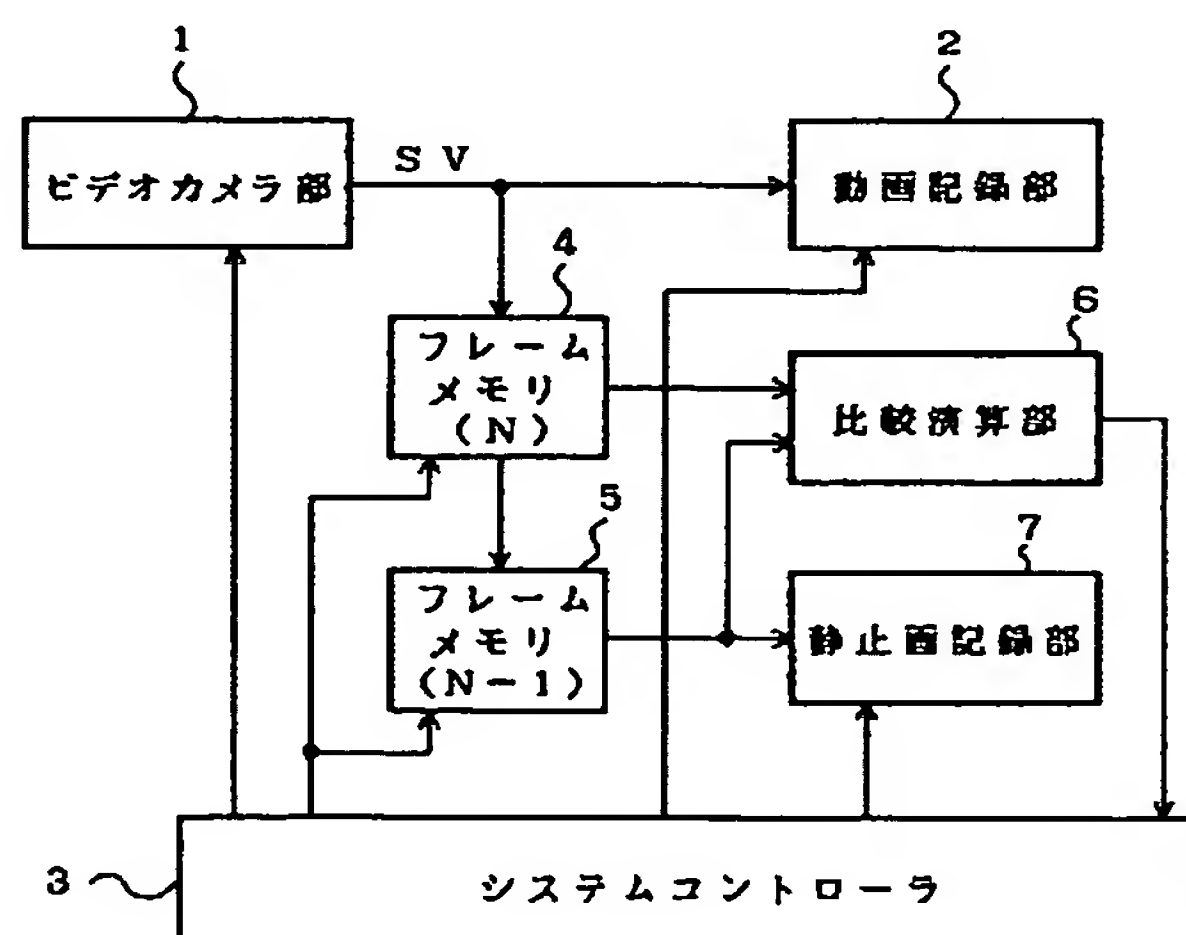 1
2
ビデオカメラ部
SV
動画記録部
4
フレーム
メモリ
(N)
6
比較演算部
5
フレーム
メモリ
(N-1)
7
静止画記録部
3
システムコントローラ